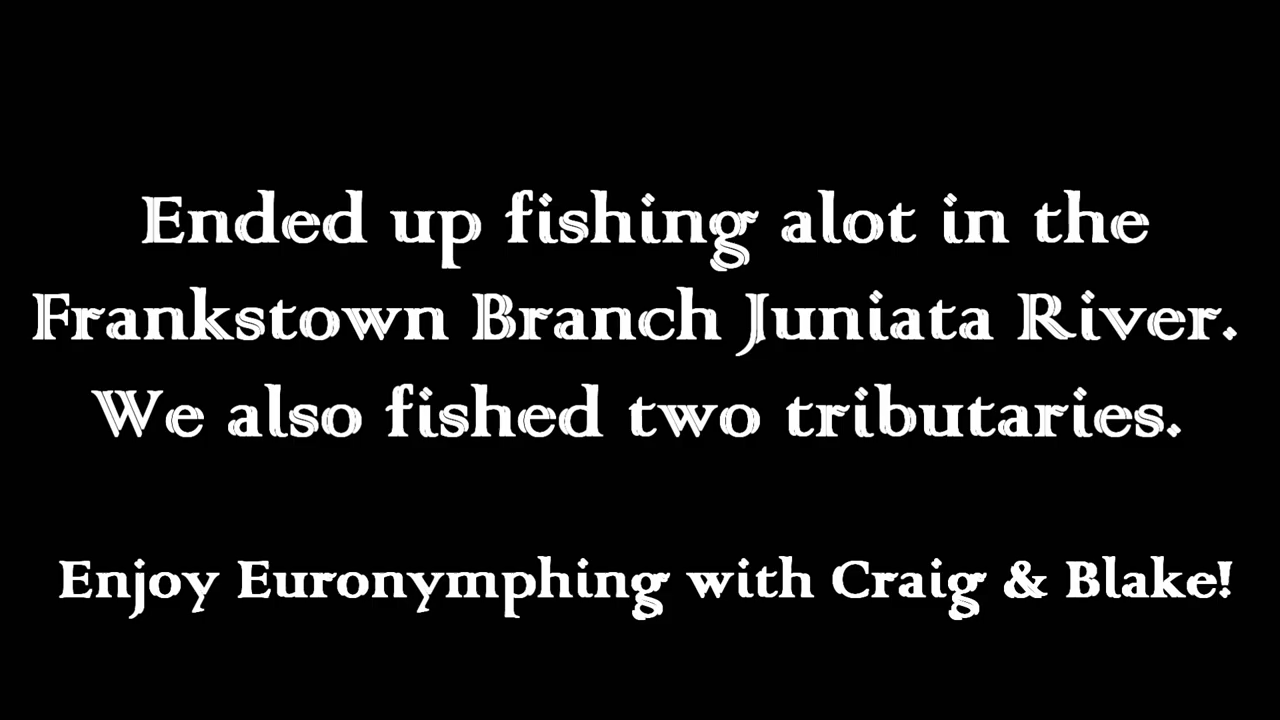 Ended up fishing alot in the
Frankstown Branch Juniata River.
We also fished two tributaries.
Enjoy Euronymphing with Craig & Blake!